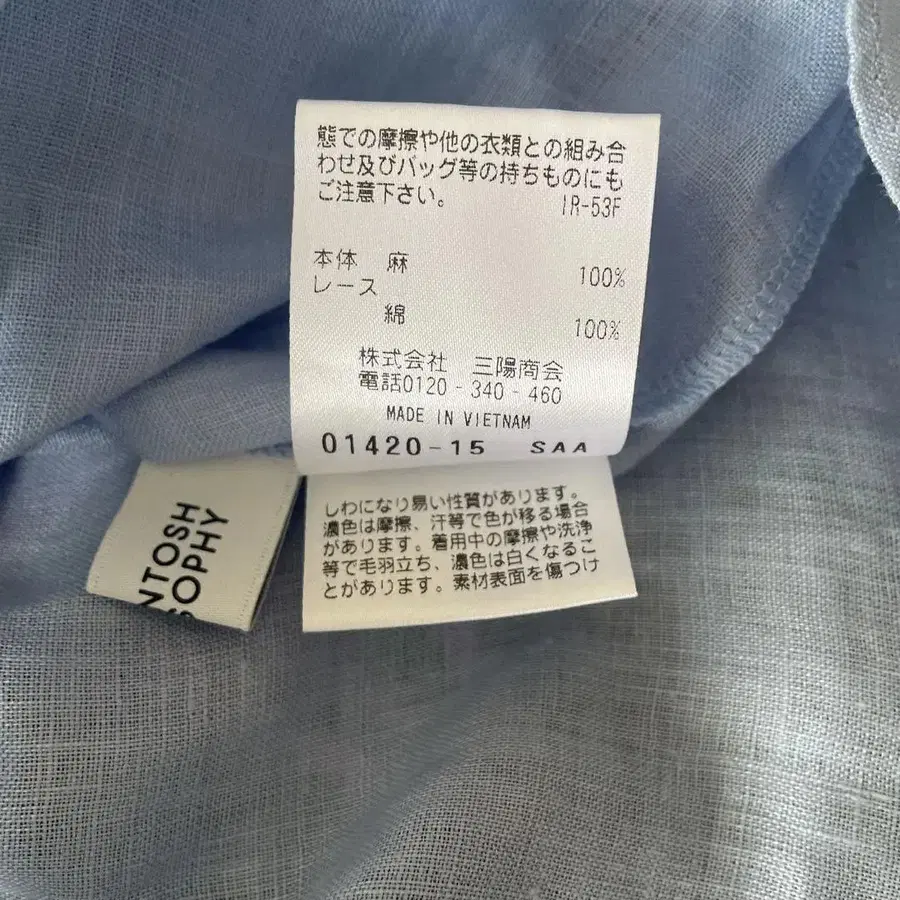 態での摩擦や他の衣類との組み合
わせ及びバッグ等の持ちものにも
ご注意下さい。 IR-53F
本体 麻 100%
レース
綿 100%
株式会社 三陽商会
電話0120-340-460
MADE IN VIETNAM
01420-15 SAA
しわになり易い性質があります。
濃色は摩擦、汗等で色が移る場合
があります。着用中の摩擦や洗浄
等で毛羽立ち、濃色は白くなるこ
とがあります。素材表面を傷つけ
NTOSH
SOPHY